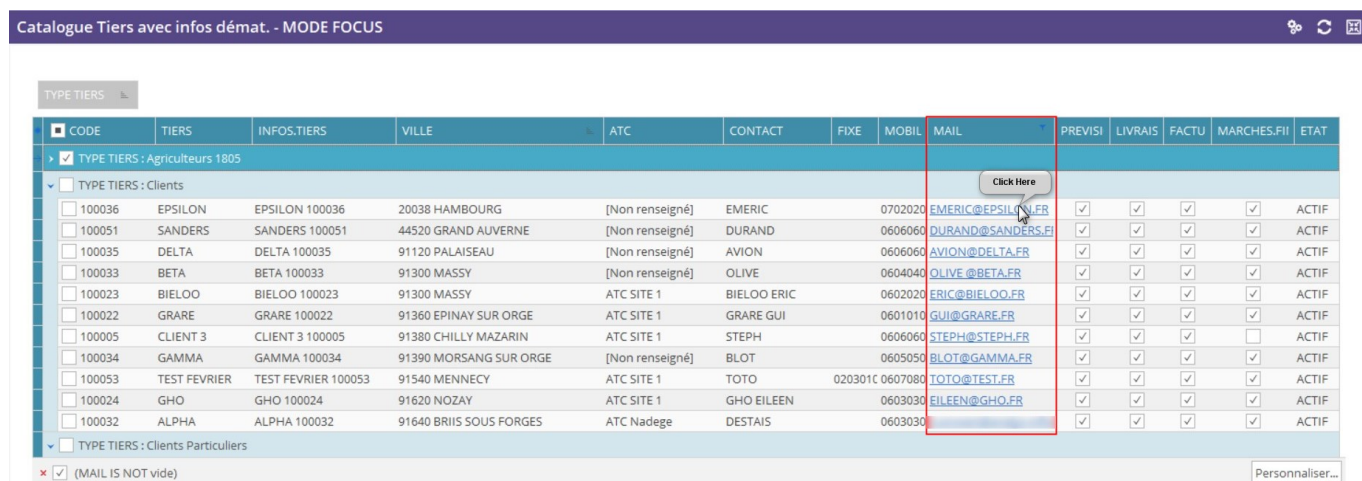 Catalogue Tiers avec infos démat. - MODE FOCUS
TYPE TIERS
CODE TIERS INFOS.TIERS VILLE ATC CONTACT FIXE MOBIL MAIL PREVISI LIVRAIS FACTU MARCHES.FII ETAT
TYPE TIERS : Agriculteurs 1805
TYPE TIERS : Clients
Click Here
100036 EPSILON EPSILON 100036 20038 HAMBOURG [Non renseigné] EMERIC 0702020 EMERIC@EPSILON.FR ACTIF
100051 SANDERS SANDERS 100051 44520 GRAND AUVERNE [Non renseigné] DURAND 0606060 DURAND@SANDERS.FI ACTIF
100035 DELTA DELTA 100035 91120 PALAISEAU [Non renseigné] AVION 0606060 AVION@DELTA.FR ACTIF
100033 BETA BETA 100033 91300 MASSY [Non renseigné] OLIVE 0604040 OLIVE @BETA.FR ACTIF
100023 BIELOO BIELOO 100023 91300 MASSY ATC SITE 1 BIELOO ERIC 0602020 ERIC@BIELOO.FR ACTIF
100022 GRARE GRARE 100022 91360 EPINAY SUR ORGE ATC SITE 1 GRARE GUI 0601010 GUI@GRARE.FR ACTIF
100005 CLIENT 3 CLIENT 3 100005 91380 CHILLY MAZARIN ATC SITE 1 STEPH 0606060 STEPH@STEPH.FR ACTIF
100034 GAMMA GAMMA 100034 91390 MORSANG SUR ORGE [Non renseigné] BLOT 0605050 BLOT@GAMMA.FR ACTIF
100053 TEST FEVRIER TEST FEVRIER 100053 91540 MENNECY ATC SITE 1 TOTO 020301C 0607080 TOTO@TEST.FR ACTIF
100024 GHO GHO 100024 91620 NOZAY ATC SITE 1 GHO EILEEN 0603030 EILEEN@GHO.FR ACTIF
100032 ALPHA ALPHA 100032 91640 BRIIS SOUS FORGES ATC Nadege DESTAIS 0603030 ACTIF
TYPE TIERS : Clients Particuliers
(MAIL IS NOT vide)
Personnaliser...